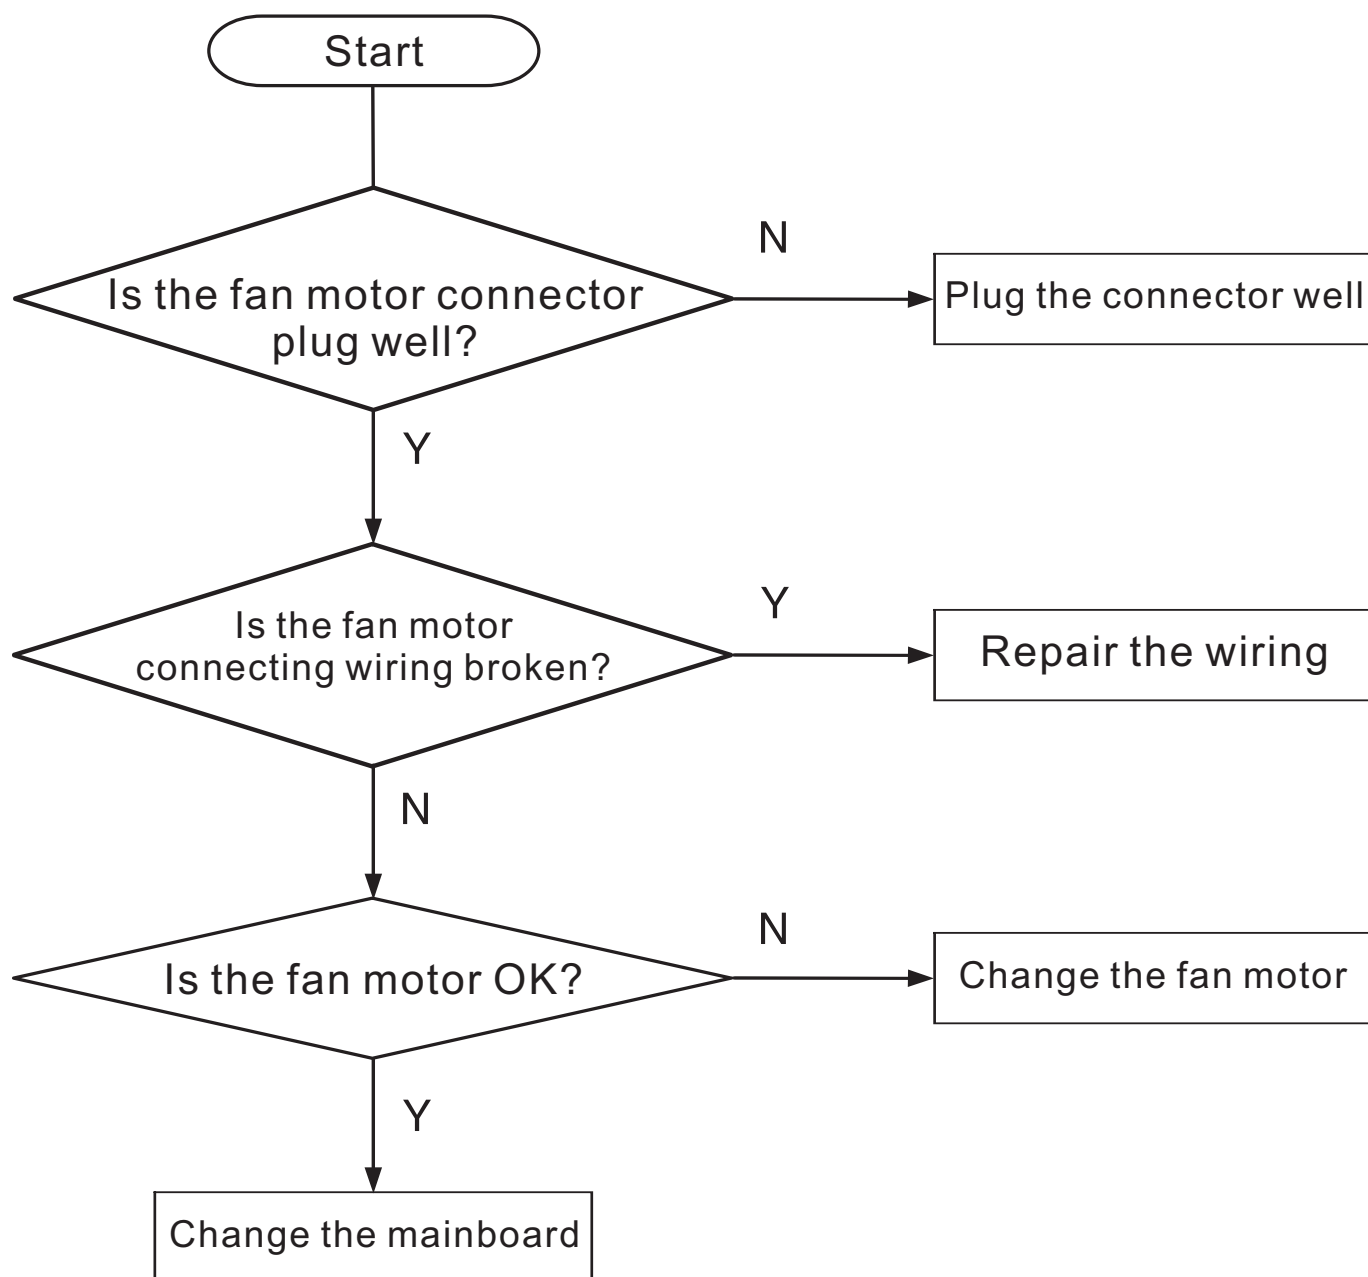 Start
Is the fan motor connector
plug well?
N
Plug the connector well
Y
Is the fan motor
connecting wiring broken?
Y
Repair the wiring
N
Is the fan motor OK?
N
Change the fan motor
Y
Change the mainboard